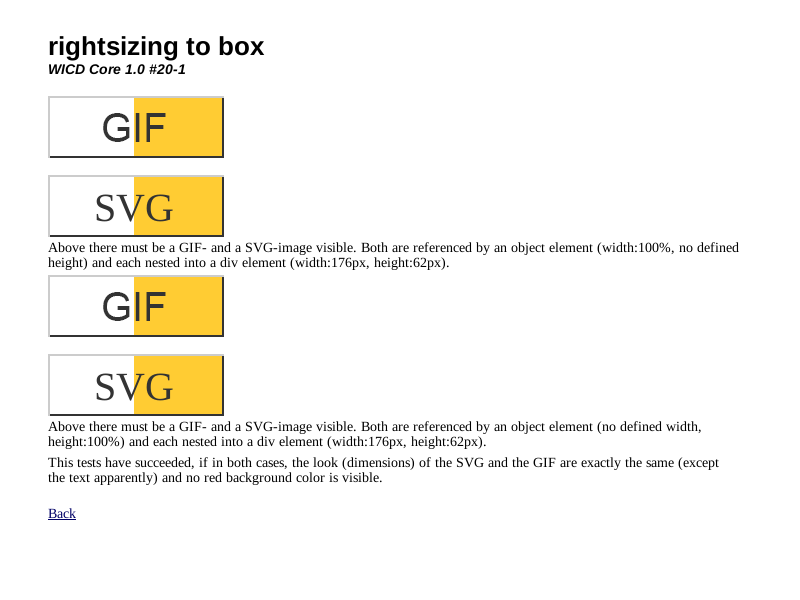 rightsizing to box
WICD Core 1.0 #20-1
GIF
SVG
Above there must be a GIF- and a SVG-image visible. Both are referenced by an object element (width:100%, no defined
height) and each nested into a div element (width:176px, height:62px).
GIF
SVG
Above there must be a GIF- and a SVG-image visible. Both are referenced by an object element (no defined width,
height:100%) and each nested into a div element (width:176px, height:62px).
This tests have succeeded, if in both cases, the look (dimensions) of the SVG and the GIF are exactly the same (except
the text apparently) and no red background color is visible.
Back